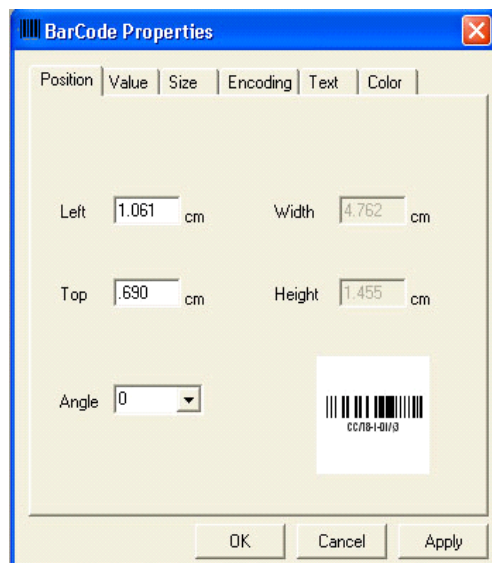 BarCode Properties
Position Value Size Encoding Text Color
Left 1.061 cm Width 4.762 cm
Top .690 cm Height 1.455 cm
Angle 0
OK Cancel Apply